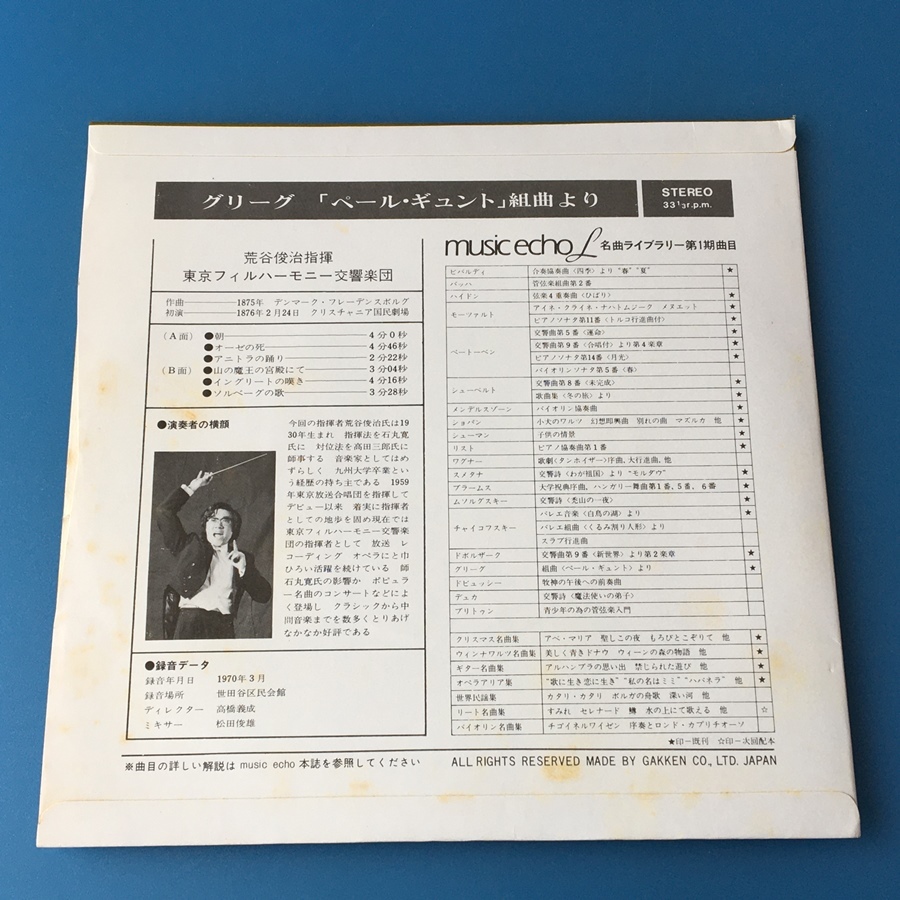 グリーグ 「ペール・ギュント」組曲より
STEREO
33⅓r.p.m.
荒谷俊治指揮
東京フィルハーモニー交響楽団
作曲――1875年 デンマーク・フレーデンスボルグ
初演――1876年2月24日 クリスチャニア国民劇場
(A面) ●朝――4分0秒
●オーゼの死――4分46秒
●アニトラの踊り――2分22秒
(B面) ●山の魔王の宮殿にて――3分04秒
●イングリートの嘆き――4分16秒
●ソルベーグの歌――3分28秒
●演奏者の横顔
今回の指揮者荒谷俊治氏は19
30年生まれ 指揮法を石丸寛
氏に 対位法を高田三郎氏に
師事する 音楽家としてはめ
ずらしく 九州大学卒業とい
う経歴の持ち主である 1959
年東京放送合唱団を指揮して
デビュー以来 着実に指揮者
としての地歩を固め現在では
東京フィルハーモニー交響楽
団の指揮者として 放送 レ
コーディング オペラにと巾
ひろい活躍を続けている 師
石丸寛氏の影響か ポピュラ
ー名曲のコンサートなどによ
く登場し クラシックから中
間音楽までを数多くとりあげ
なかなか好評である
●録音データ
録音年月日 1970年3月
録音場所 世田谷区民会館
ディレクター 高橋義成
ミキサー 松田俊雄
※曲目の詳しい解説は music echo 本誌を参照してください
music echo L 名曲ライブラリー第1期曲目
ビバルディ 合奏協奏曲〈四季〉より“春”“夏” ★
バッハ 管弦楽組曲第2番
ハイドン 弦楽4重奏曲〈ひばり〉 ★
モーツァルト アイネ・クライネ・ナハトムジーク メヌエット ★
ピアノソナタ第11番〈トルコ行進曲付〉 ★
ベートーベン 交響曲第5番〈運命〉 ★
交響曲第9番〈合唱付〉より第4楽章 ★
ピアノソナタ第14番〈月光〉 ★
バイオリンソナタ第5番〈春〉
シューベルト 交響曲第8番〈未完成〉 ★
歌曲集〈冬の旅〉より ★
メンデルスゾーン バイオリン協奏曲 ★
ショパン 小犬のワルツ 幻想即興曲 別れの曲 マズルカ 他 ★
シューマン 子供の情景 ★
リスト ピアノ協奏曲第1番 ★
ワグナー 歌劇〈タンホイザー〉序曲,大行進曲,他
スメタナ 交響詩〈わが祖国〉より“モルダウ” ★
ブラームス 大学祝典序曲,ハンガリー舞曲第1番,5番,6番 ★
ムソルグスキー 交響詩〈禿山の一夜〉 ★
チャイコフスキー バレエ音楽〈白鳥の湖〉より ★
バレエ組曲〈くるみ割り人形〉より
スラブ行進曲
ドボルザーク 交響曲第9番〈新世界〉より第2楽章 ★
グリーグ 組曲〈ペール・ギュント〉より ★
ドビュッシー 牧神の午後への前奏曲
デュカ 交響詩〈魔法使いの弟子〉
ブリトゥン 青少年の為の管弦楽入門
クリスマス名曲集 アベ・マリア 聖しこの夜 もろびとこぞりて 他 ★
ウィンナワルツ名曲集 美しく青きドナウ ウィーンの森の物語 他 ★
ギター名曲集 アルハンブラの思い出 禁じられた遊び 他 ★
オペラアリア集 “歌に生き恋に生き”“私の名はミミ”“ハバネラ” 他 ★
世界民謡集 カタリ・カタリ ボルガの舟歌 深い河 他
リート名曲集 すみれ セレナード 鱒 水の上にて歌える 他 ☆
バイオリン名曲集 チゴイネルワイゼン 序奏とロンド・カプリチオーソ
★印－既刊 ☆印－次回配本
ALL RIGHTS RESERVED MADE BY GAKKEN CO., LTD. JAPAN